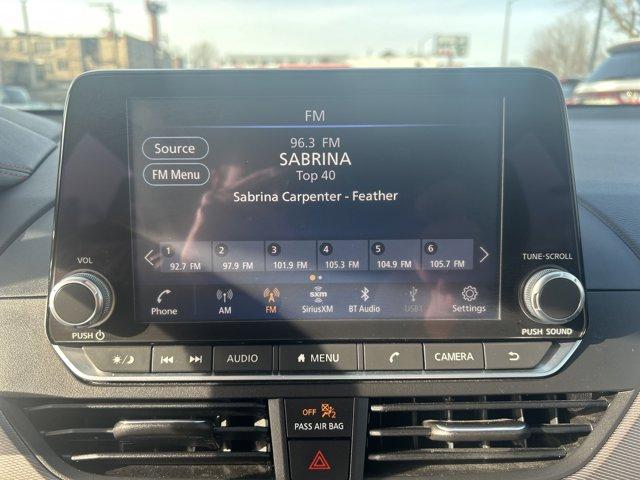 FM
Source
FM Menu
96.3 FM
SABRINA
Top 40
Sabrina Carpenter - Feather
1 2 3 4 5 6
92.7 FM 97.9 FM 101.9 FM 105.3 FM 104.9 FM 105.7 FM
Phone AM FM SiriusXM BT Audio USB1 Settings
sxm
VOL
PUSH
TUNE-SCROLL
PUSH SOUND
AUDIO MENU CAMERA
OFF 2
PASS AIR BAG